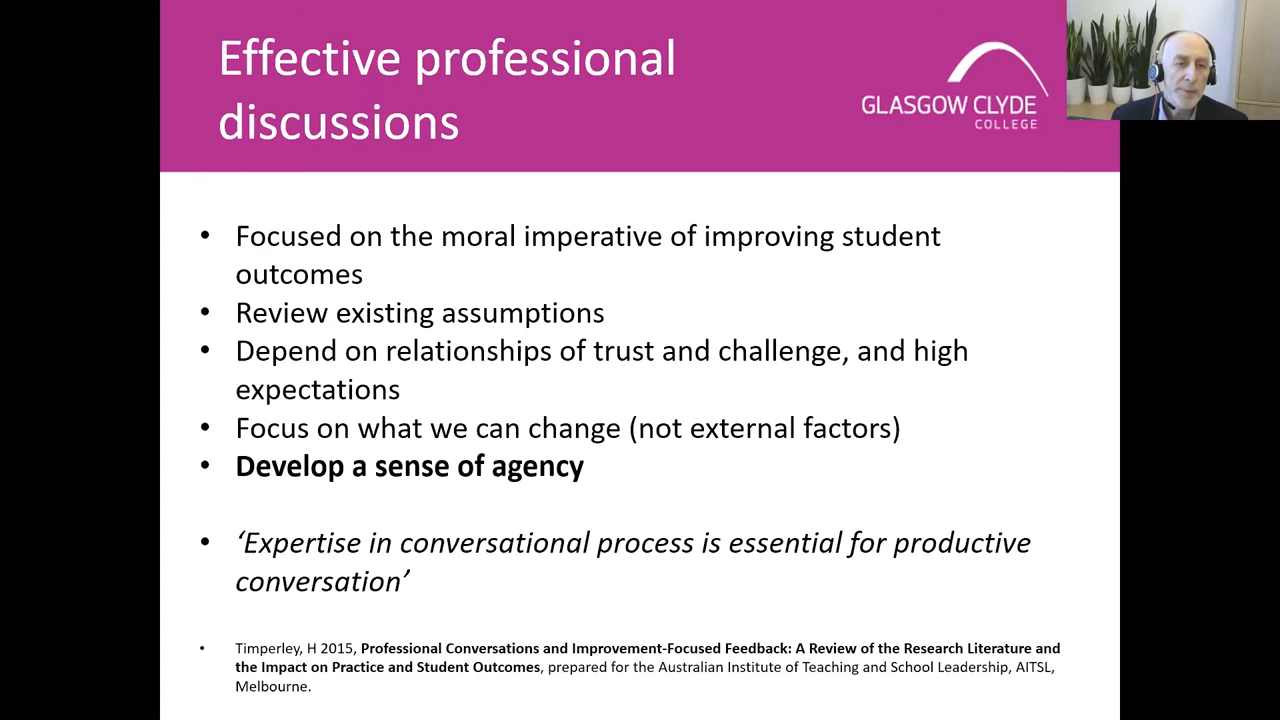 Effective professional
discussions
GLASGOW CLYDE
COLLEGE
• Focused on the moral imperative of improving student
outcomes
• Review existing assumptions
• Depend on relationships of trust and challenge, and high
expectations
• Focus on what we can change (not external factors)
• Develop a sense of agency
• ‘Expertise in conversational process is essential for productive
conversation’
• Timperley, H 2015, Professional Conversations and Improvement-Focused Feedback: A Review of the Research Literature and
the Impact on Practice and Student Outcomes, prepared for the Australian Institute of Teaching and School Leadership, AITSL,
Melbourne.